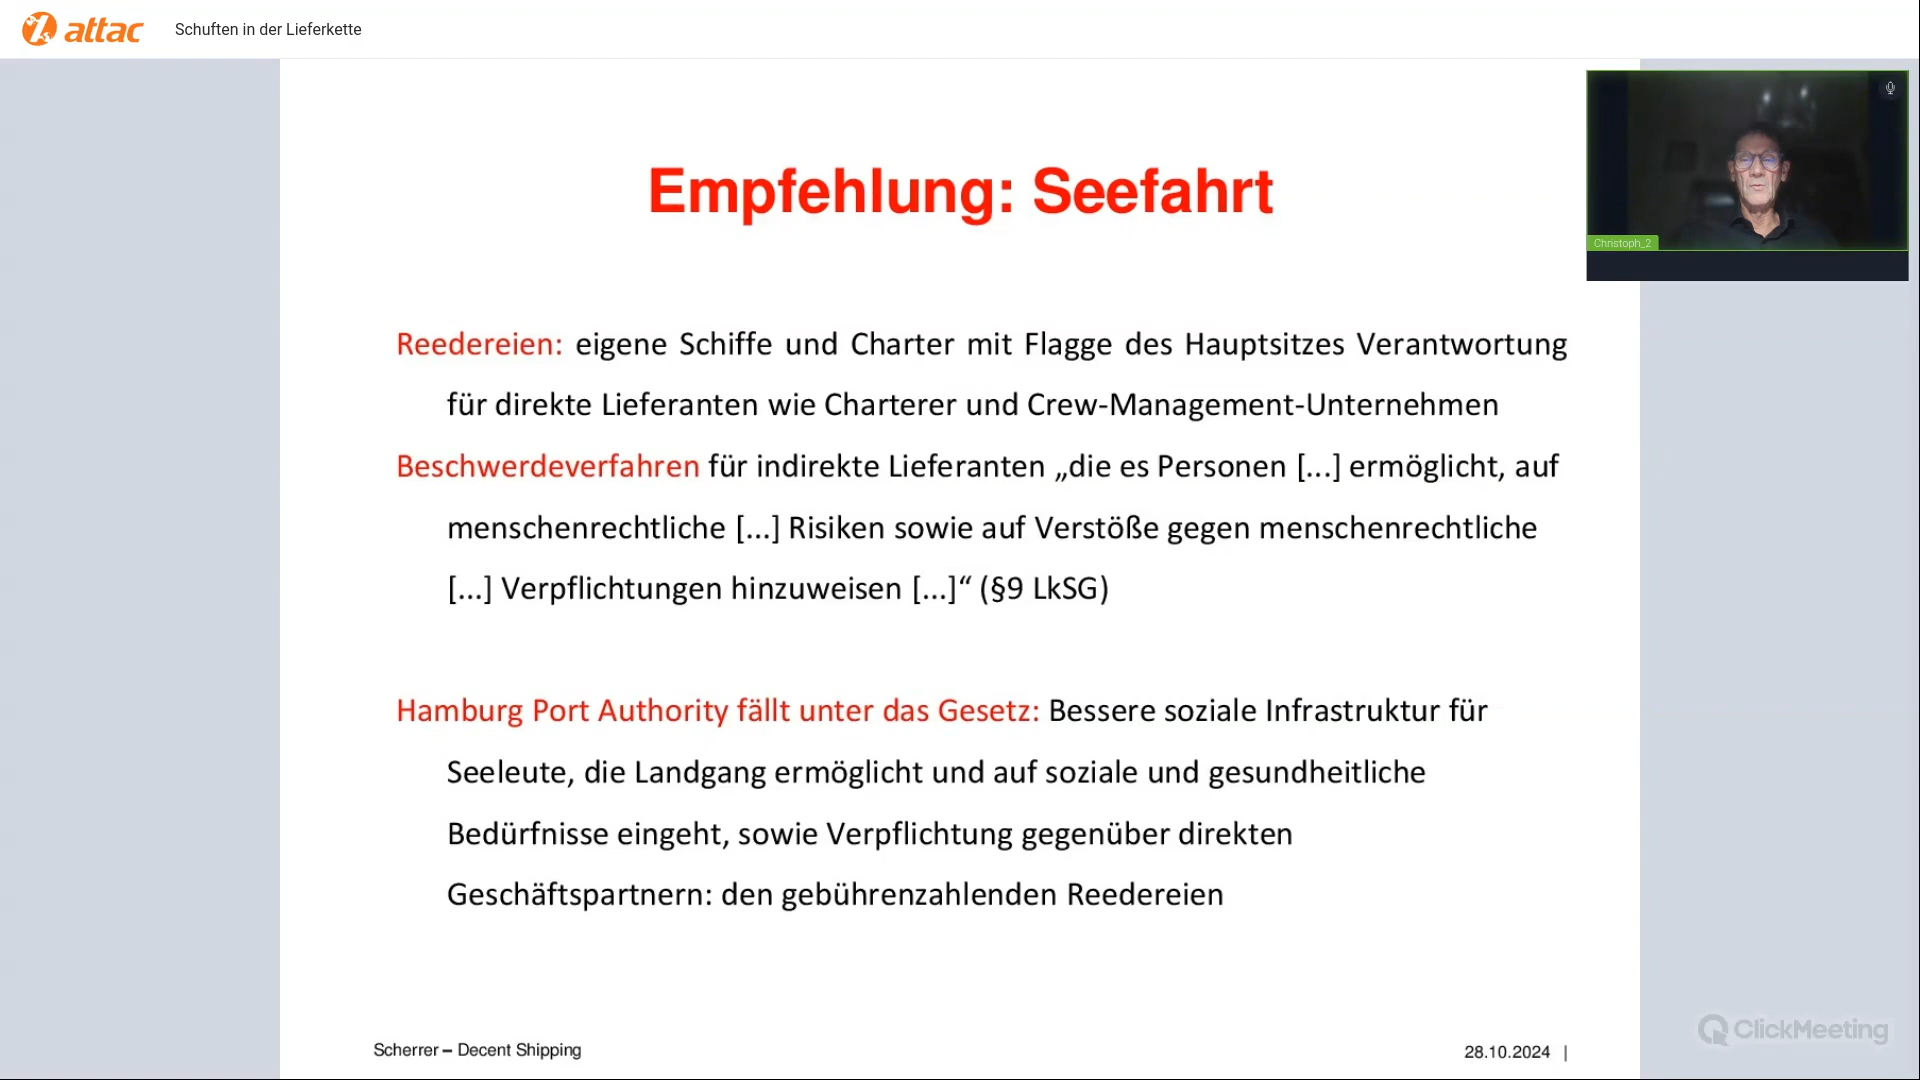 attac
Schuften in der Lieferkette
Empfehlung: Seefahrt
Christoph_2
Reedereien: eigene Schiffe und Charter mit Flagge des Hauptsitzes Verantwortung
für direkte Lieferanten wie Charterer und Crew-Management-Unternehmen
Beschwerdeverfahren für indirekte Lieferanten „die es Personen [...] ermöglicht, auf
menschenrechtliche [...] Risiken sowie auf Verstöße gegen menschenrechtliche
[...] Verpflichtungen hinzuweisen [...]“ (§9 LkSG)
Hamburg Port Authority fällt unter das Gesetz: Bessere soziale Infrastruktur für
Seeleute, die Landgang ermöglicht und auf soziale und gesundheitliche
Bedürfnisse eingeht, sowie Verpflichtung gegenüber direkten
Geschäftspartnern: den gebührenzahlenden Reedereien
ClickMeeting
Scherrer – Decent Shipping
28.10.2024 |